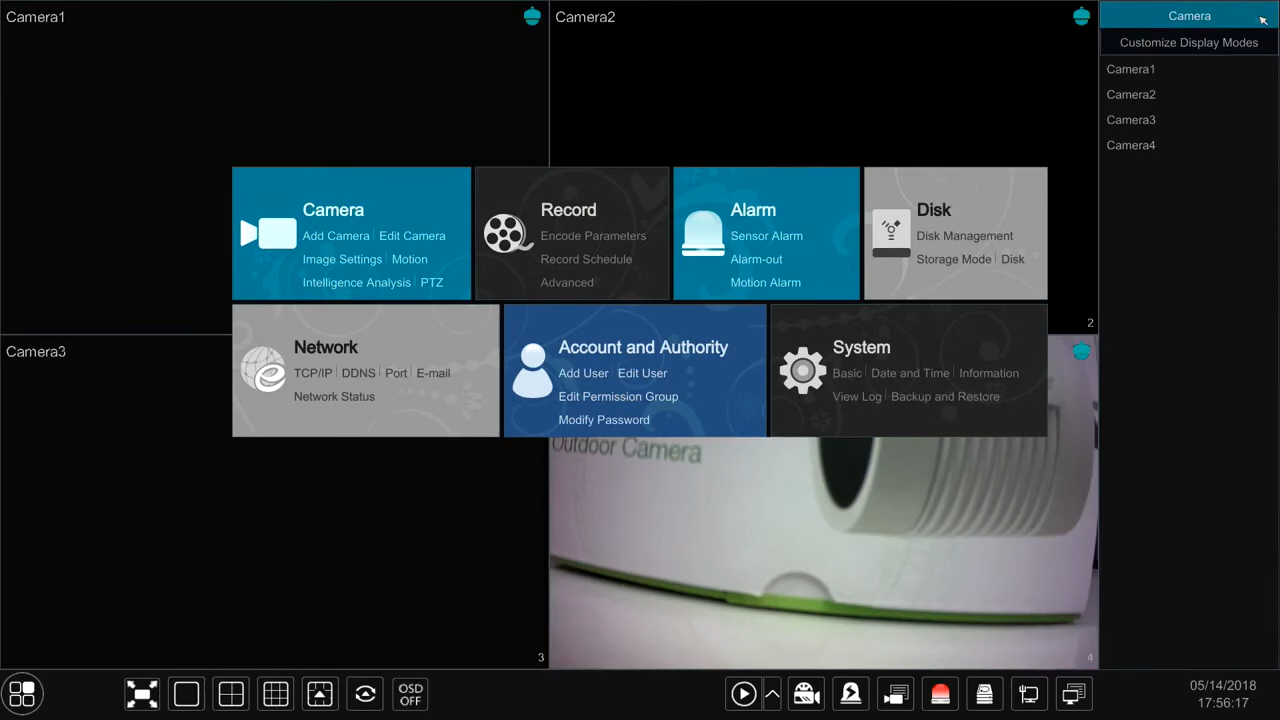 Camera1
Camera2
Camera
Customize Display Modes
Camera1
Camera2
Camera3
Camera4
Camera
Add Camera | Edit Camera
Image Settings | Motion
Intelligence Analysis | PTZ
Record
Encode Parameters
Record Schedule
Advanced
Alarm
Sensor Alarm
Alarm-out
Motion Alarm
Disk
Disk Management
Storage Mode | Disk
2
Camera3
Network
TCP/IP | DDNS | Port | E-mail
Network Status
Account and Authority
Add User | Edit User
Edit Permission Group
Modify Password
System
Basic | Date and Time | Information
View Log | Backup and Restore
Outdoor Camera
3
4
OSD
OFF
05/14/2018
17:56:17